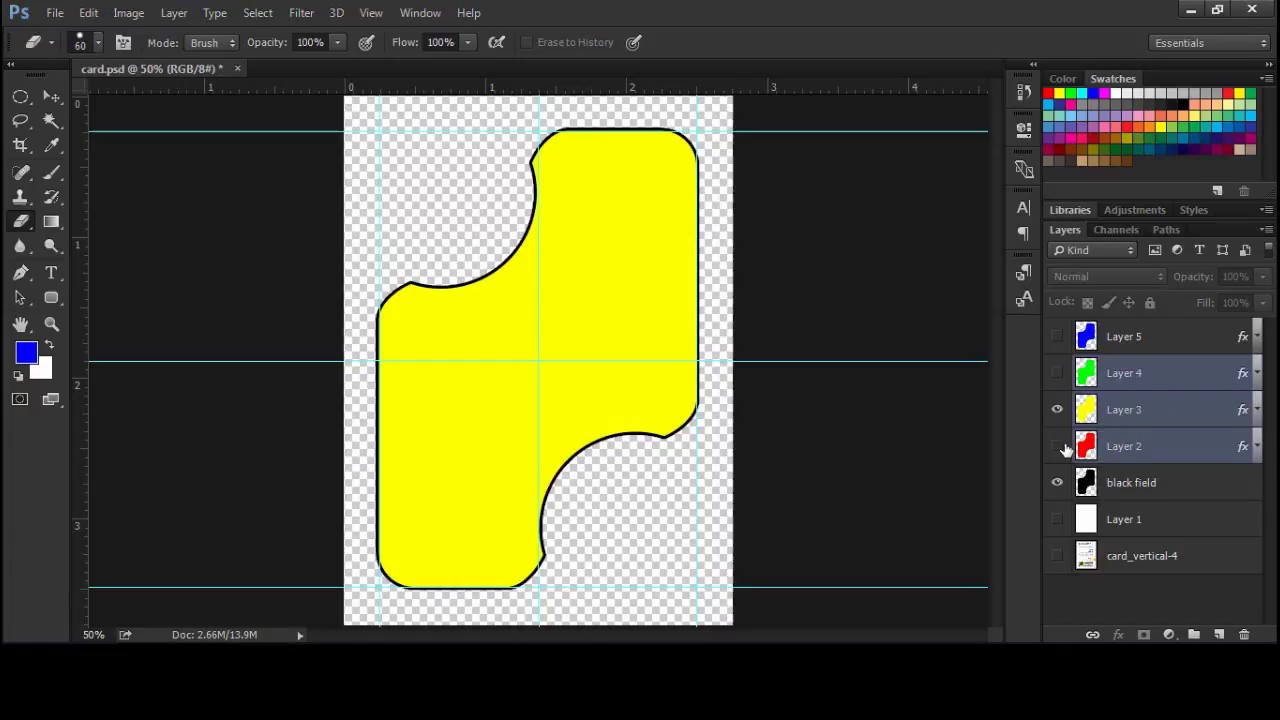 Ps File Edit Image Layer Type Select Filter 3D View Window Help
60 Mode: Brush Opacity: 100% Flow: 100% Erase to History Essentials
card.psd @ 50% (RGB/8#) * ×
1 0 1 2 3 4
0
1
2
3
Color Swatches
Libraries Adjustments Styles
Layers Channels Paths
Kind
Normal Opacity: 100%
Lock: Fill: 100%
Layer 5 fx
Layer 4 fx
Layer 3 fx
Layer 2 fx
black field
Layer 1
card_vertical-4
50% Doc: 2.66M/13.9M
fx